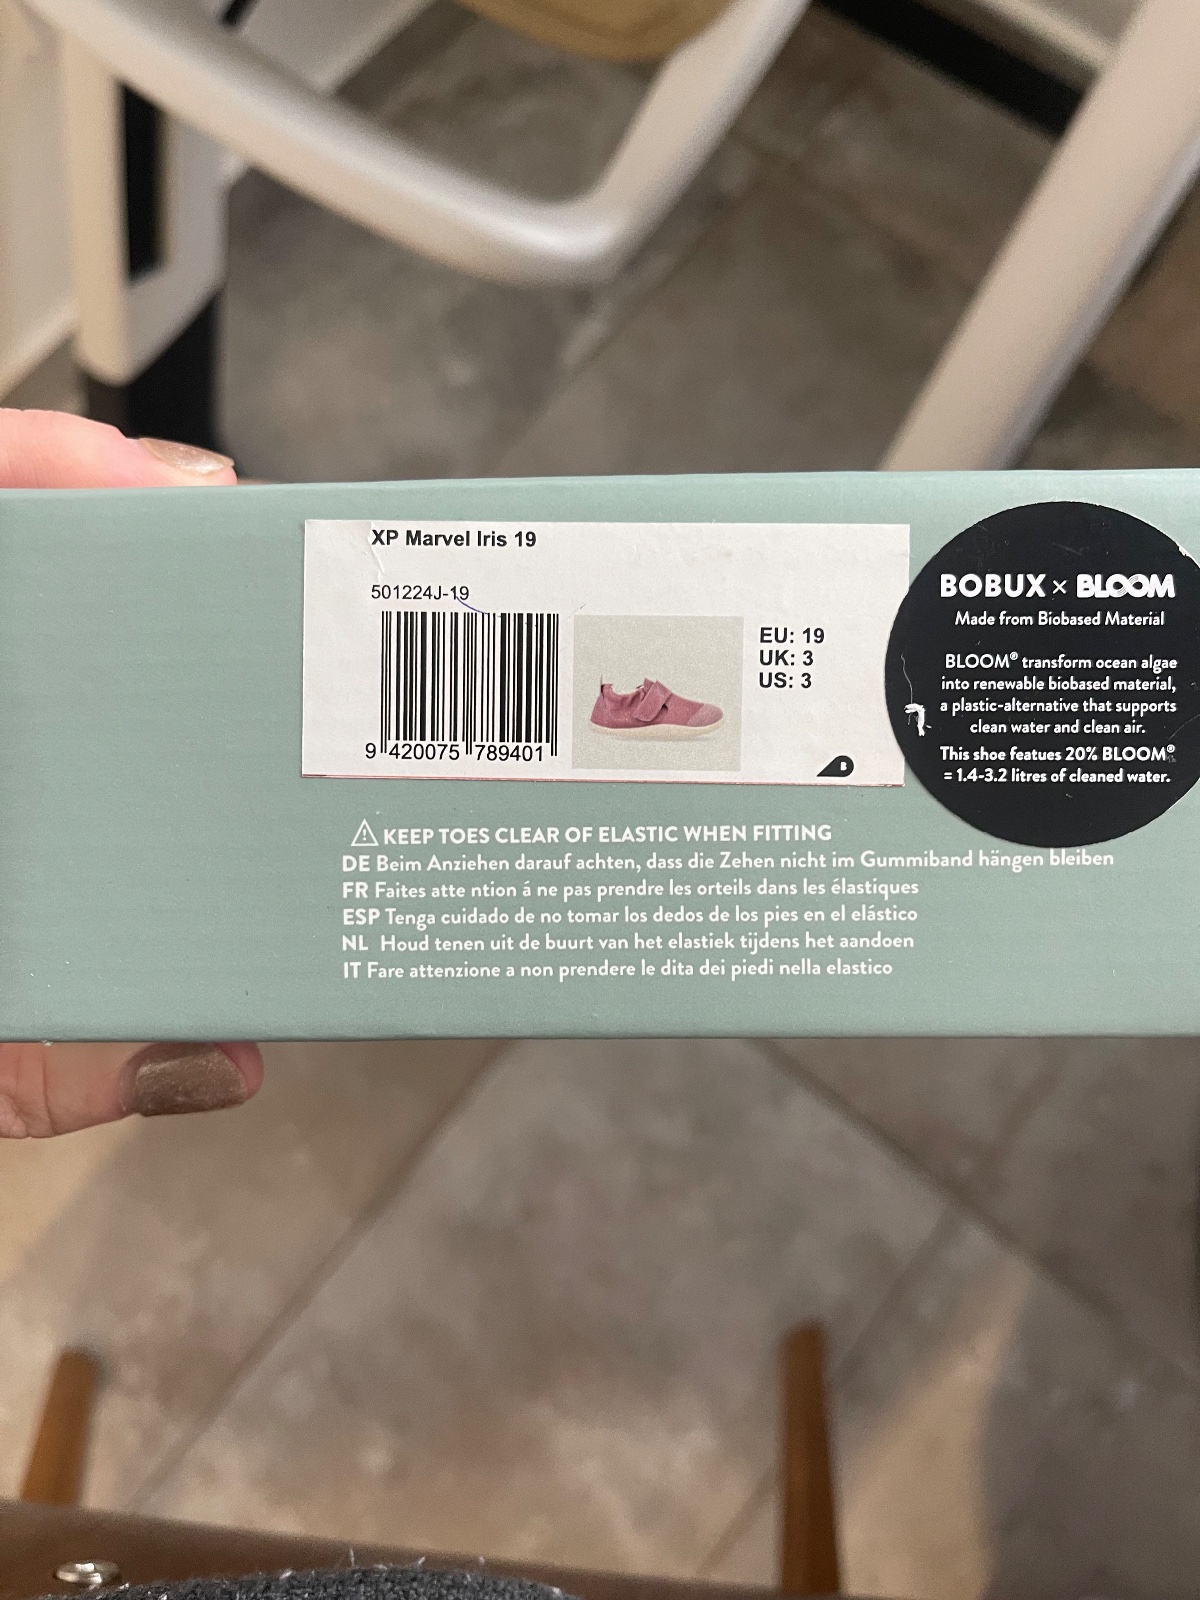 XP Marvel Iris 19
501224J-19
9 420075 789401
EU: 19
UK: 3
US: 3
B
BOBUX × BLOOM
Made from Biobased Material
BLOOM® transform ocean algae
into renewable biobased material,
a plastic-alternative that supports
clean water and clean air.
This shoe featues 20% BLOOM®
= 1.4-3.2 litres of cleaned water.
KEEP TOES CLEAR OF ELASTIC WHEN FITTING
DE Beim Anziehen darauf achten, dass die Zehen nicht im Gummiband hängen bleiben
FR Faites atte ntion á ne pas prendre les orteils dans les élastiques
ESP Tenga cuidado de no tomar los dedos de los pies en el elástico
NL Houd tenen uit de buurt van het elastiek tijdens het aandoen
IT Fare attenzione a non prendere le dita dei piedi nella elastico